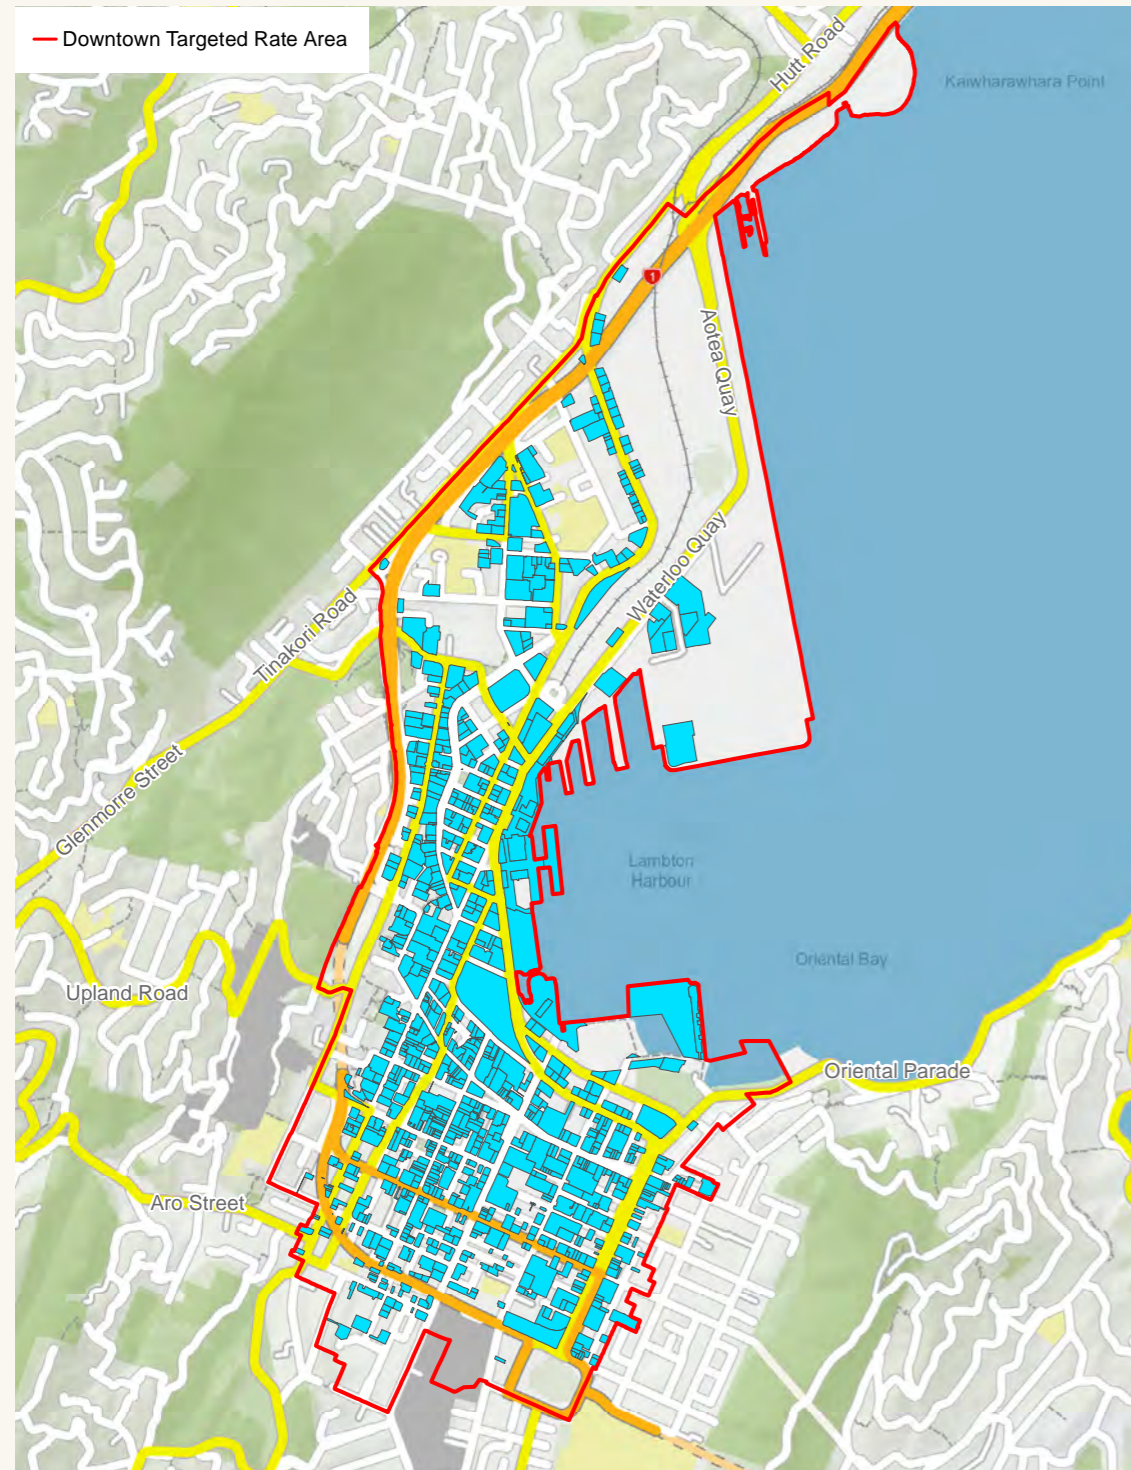 Downtown Targeted Rate Area
Hutt Road
Kaiwharawhara Point
1
Aotea Quay
Waterloo Quay
Tinakori Road
Glenmorre Street
Lambton
Harbour
Oriental Bay
Upland Road
Oriental Parade
Aro Street